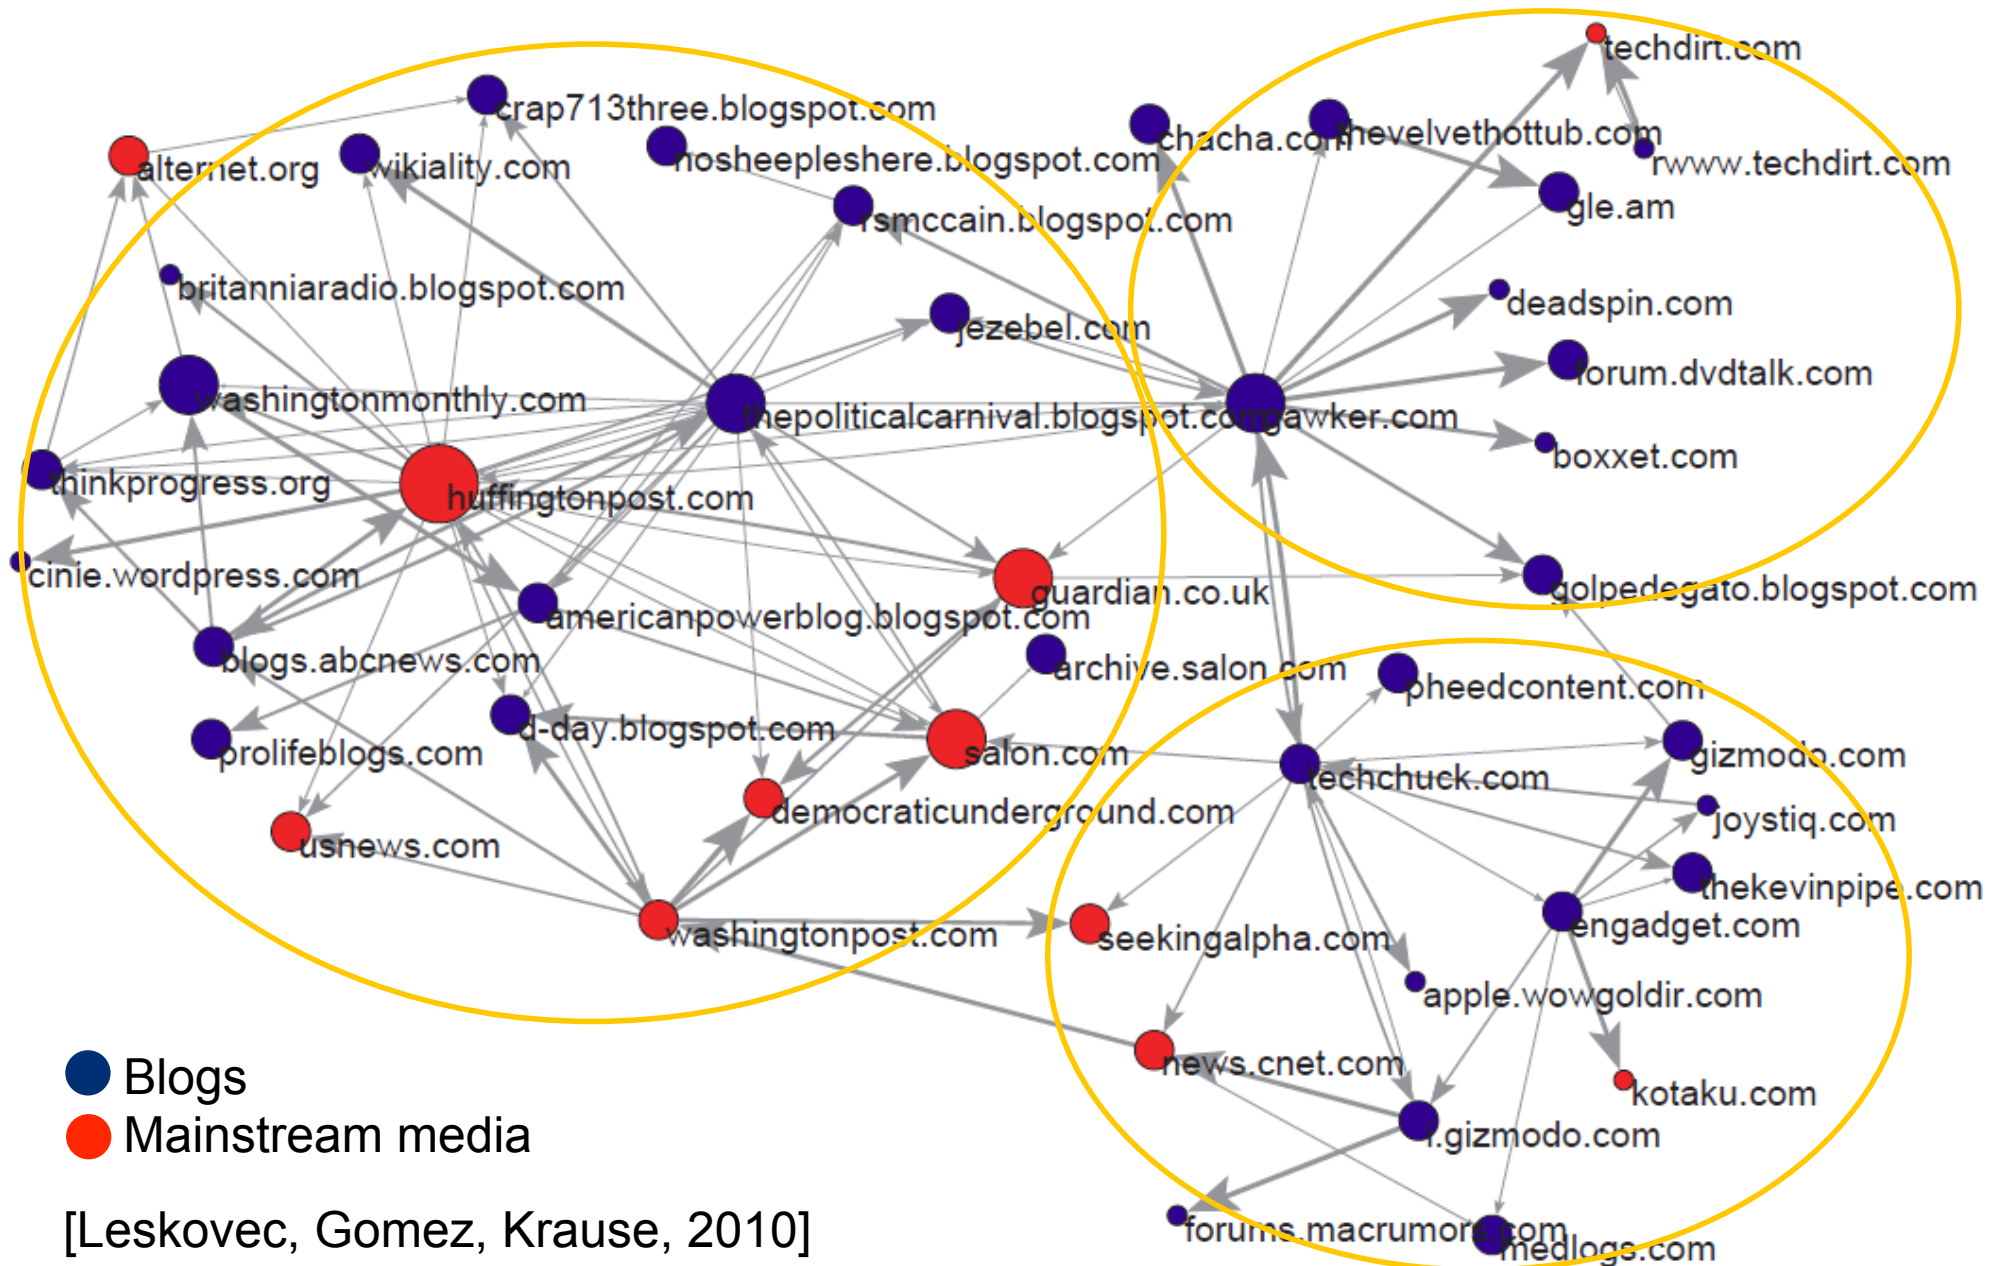 techdirt.com
crap713three.blogspot.com
chacha.com
thevelvethottub.com
nosheepleshere.blogspot.com
rwww.techdirt.com
alternet.org
wikiality.com
gle.am
rsmccain.blogspot.com
britanniaradio.blogspot.com
deadspin.com
jezebel.com
forum.dvdtalk.com
washingtonmonthly.com
thepoliticalcarnival.blogspot.com
gawker.com
boxxet.com
thinkprogress.org
huffingtonpost.com
cinie.wordpress.com
guardian.co.uk
golpedegato.blogspot.com
americanpowerblog.blogspot.com
blogs.abcnews.com
archive.salon.com
pheedcontent.com
d-day.blogspot.com
prolifeblogs.com
salon.com
gizmodo.com
techchuck.com
democraticunderground.com
joystiq.com
usnews.com
thekevinpipe.com
washingtonpost.com
seekingalpha.com
engadget.com
apple.wowgoldir.com
news.cnet.com
kotaku.com
i.gizmodo.com
forums.macrumors.com
medlogs.com
Blogs
Mainstream media
[Leskovec, Gomez, Krause, 2010]